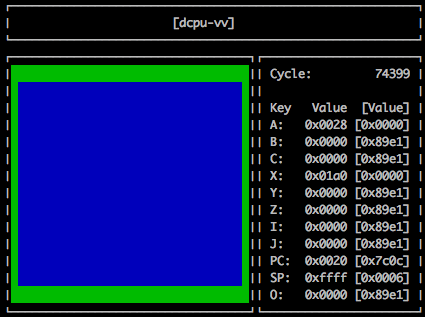 [dcpu-vv]
Cycle: 74399
Key Value [Value]
A: 0x0028 [0x0000]
B: 0x0000 [0x89e1]
C: 0x0000 [0x89e1]
X: 0x01a0 [0x0000]
Y: 0x0000 [0x89e1]
Z: 0x0000 [0x89e1]
I: 0x0000 [0x89e1]
J: 0x0000 [0x89e1]
PC: 0x0020 [0x7c0c]
SP: 0xffff [0x0006]
O: 0x0000 [0x89e1]